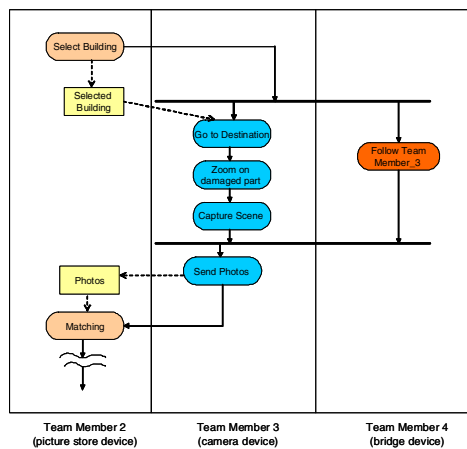 Select Building
Selected
Building
Go to Destination
Follow Team
Member_3
Zoom on
damaged part
Capture Scene
Send Photos
Photos
Matching
Team Member 2
(picture store device)
Team Member 3
(camera device)
Team Member 4
(bridge device)